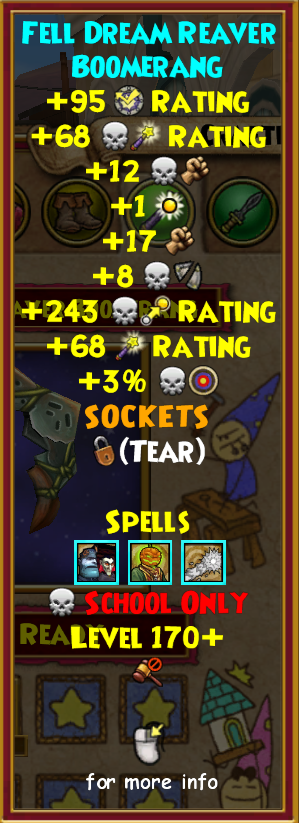 Fell Dream Reaver
Boomerang
+95 Rating
+68 Rating
+12
+1
+17
+8
+243 Rating
+68 Rating
+3%
Sockets
(Tear)
Spells
School Only
Level 170+
for more info